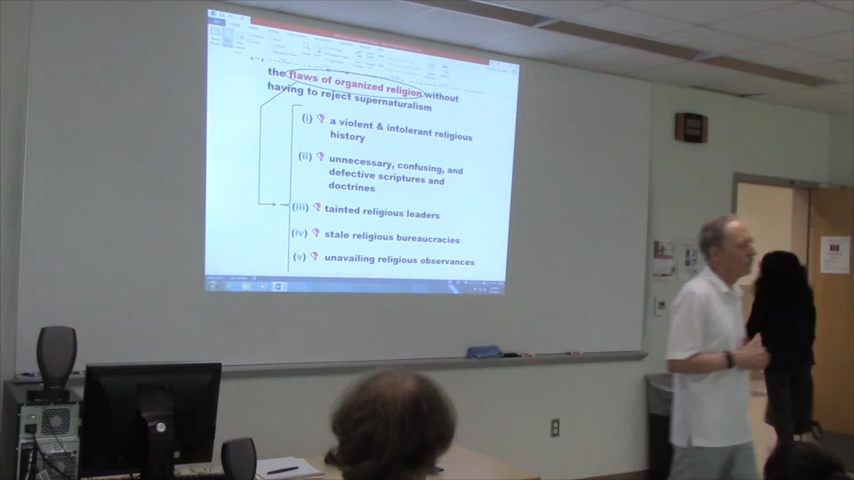 the flaws of organized religion without
having to reject supernaturalism
(i) a violent & intolerant religious
history
(ii) unnecessary, confusing, and
defective scriptures and
doctrines
(iii) tainted religious leaders
(iv) stale religious bureaucracies
(v) unavailing religious observances